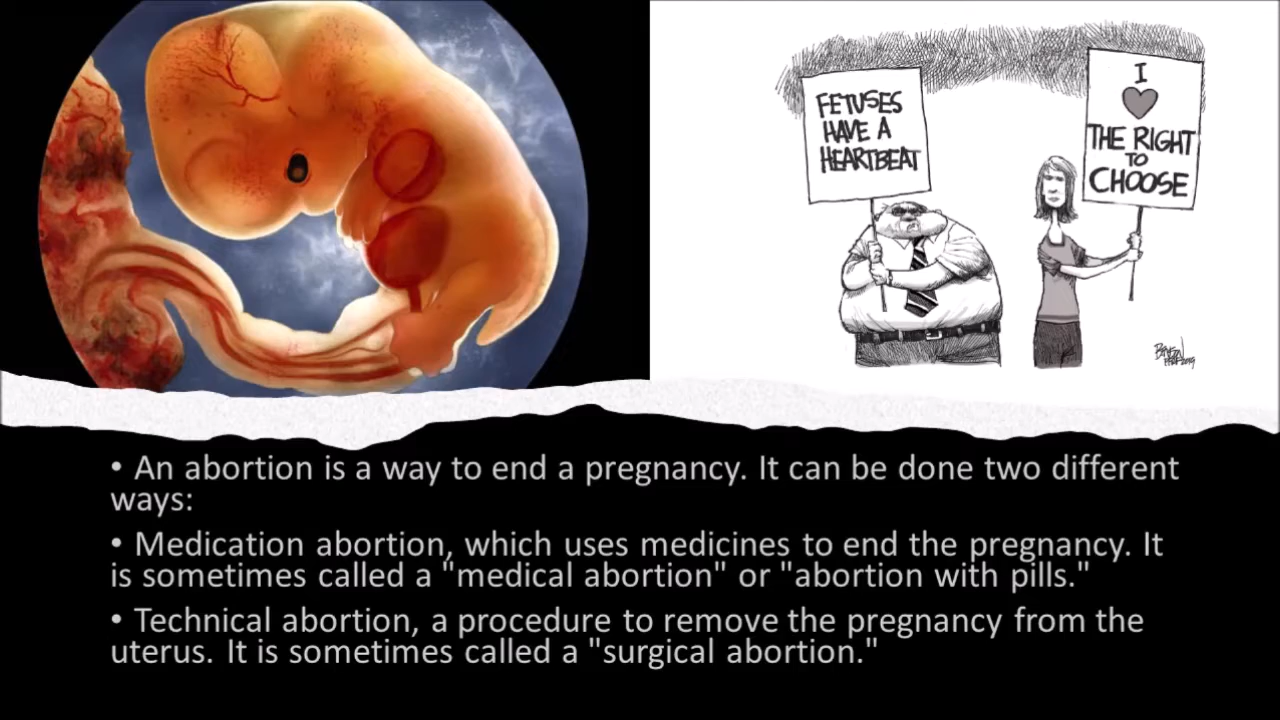 FETUSES
HAVE A
HEARTBEAT
I
THE RIGHT
TO
CHOOSE
• An abortion is a way to end a pregnancy. It can be done two different
ways:
• Medication abortion, which uses medicines to end the pregnancy. It
is sometimes called a "medical abortion" or "abortion with pills."
• Technical abortion, a procedure to remove the pregnancy from the
uterus. It is sometimes called a "surgical abortion."